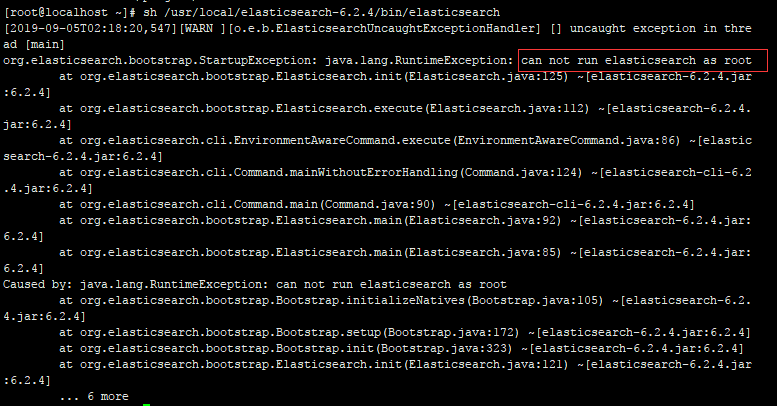 [root@localhost ~]# sh /usr/local/elasticsearch-6.2.4/bin/elasticsearch
[2019-09-05T02:18:20,547][WARN ][o.e.b.ElasticsearchUncaughtExceptionHandler] [] uncaught exception in thre
ad [main]
org.elasticsearch.bootstrap.StartupException: java.lang.RuntimeException: can not run elasticsearch as root
at org.elasticsearch.bootstrap.Elasticsearch.init(Elasticsearch.java:125) ~[elasticsearch-6.2.4.jar
:6.2.4]
at org.elasticsearch.bootstrap.Elasticsearch.execute(Elasticsearch.java:112) ~[elasticsearch-6.2.4.
jar:6.2.4]
at org.elasticsearch.cli.EnvironmentAwareCommand.execute(EnvironmentAwareCommand.java:86) ~[elastic
search-6.2.4.jar:6.2.4]
at org.elasticsearch.cli.Command.mainWithoutErrorHandling(Command.java:124) ~[elasticsearch-cli-6.2
.4.jar:6.2.4]
at org.elasticsearch.cli.Command.main(Command.java:90) ~[elasticsearch-cli-6.2.4.jar:6.2.4]
at org.elasticsearch.bootstrap.Elasticsearch.main(Elasticsearch.java:92) ~[elasticsearch-6.2.4.jar:
6.2.4]
at org.elasticsearch.bootstrap.Elasticsearch.main(Elasticsearch.java:85) ~[elasticsearch-6.2.4.jar:
6.2.4]
Caused by: java.lang.RuntimeException: can not run elasticsearch as root
at org.elasticsearch.bootstrap.Bootstrap.initializeNatives(Bootstrap.java:105) ~[elasticsearch-6.2.
4.jar:6.2.4]
at org.elasticsearch.bootstrap.Bootstrap.setup(Bootstrap.java:172) ~[elasticsearch-6.2.4.jar:6.2.4]
at org.elasticsearch.bootstrap.Bootstrap.init(Bootstrap.java:323) ~[elasticsearch-6.2.4.jar:6.2.4]
at org.elasticsearch.bootstrap.Elasticsearch.init(Elasticsearch.java:121) ~[elasticsearch-6.2.4.jar
:6.2.4]
... 6 more